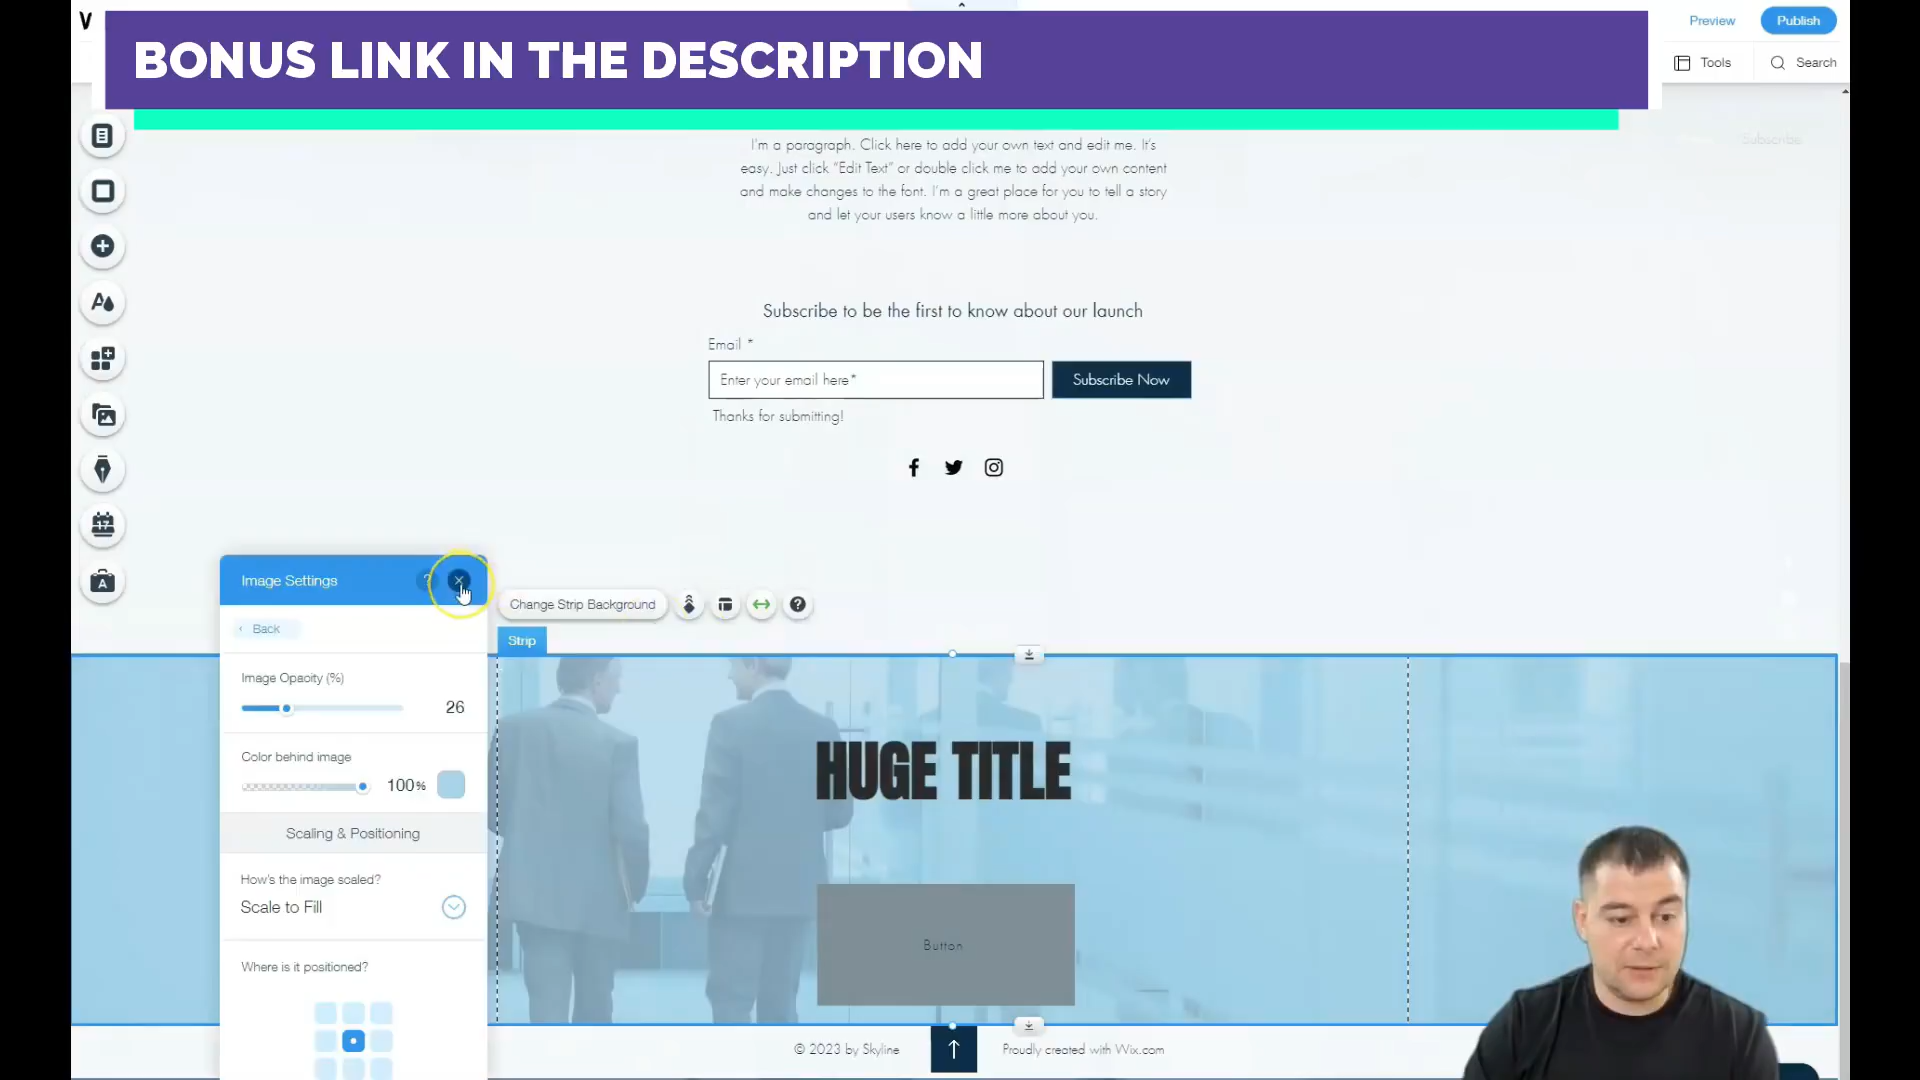 BONUS LINK IN THE DESCRIPTION
Preview
Publish
Tools
Search
Subscribe
I'm a paragraph. Click here to add your own text and edit me. It's
easy. Just click “Edit Text” or double click me to add your own content
and make changes to the font. I'm a great place for you to tell a story
and let your users know a little more about you.
Subscribe to be the first to know about our launch
Email *
Enter your email here*
Subscribe Now
Thanks for submitting!
Image Settings
?
Back
Change Strip Background
Strip
Image Opacity (%)
26
Color behind image
100%
Scaling & Positioning
How's the image scaled?
Scale to Fill
Where is it positioned?
HUGE TITLE
Button
© 2023 by Skyline
Proudly created with Wix.com